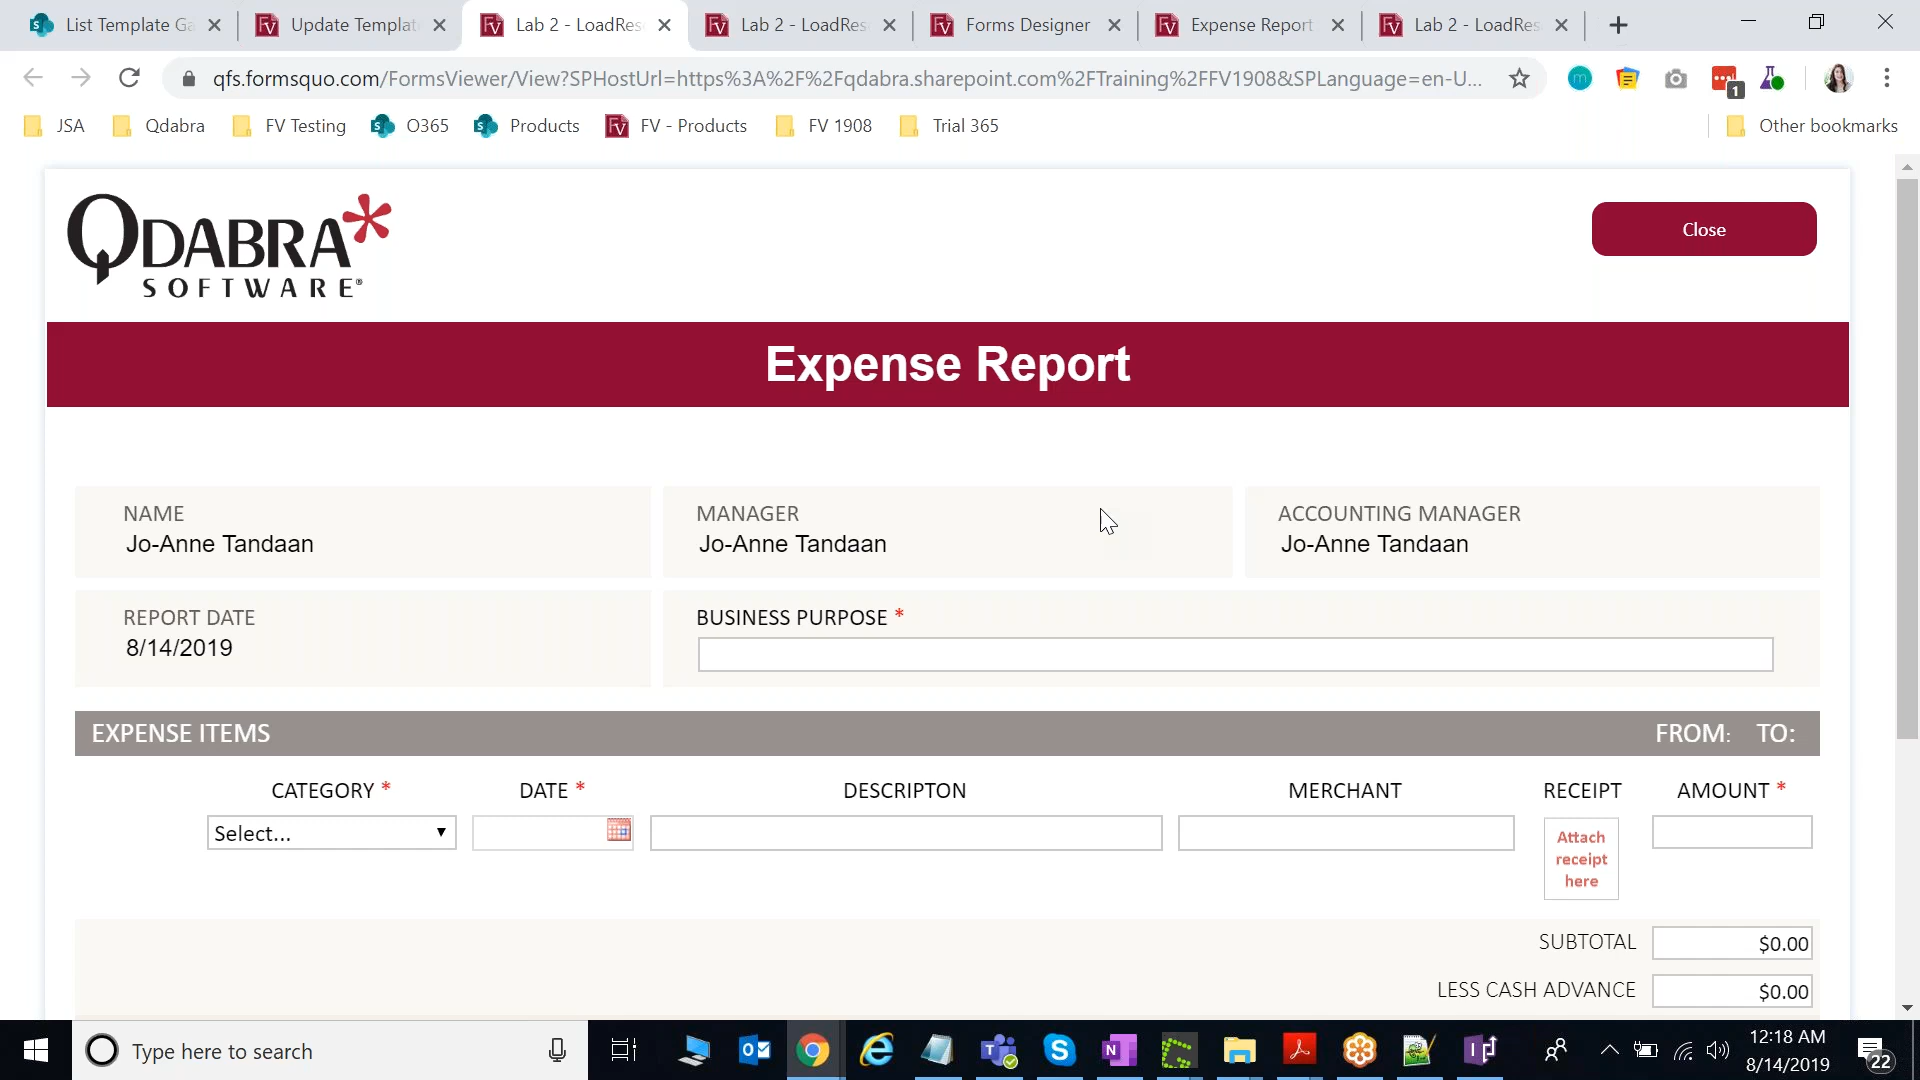 List Template Ga
Update Templat
Lab 2 - LoadRes
Lab 2 - LoadRes
Forms Designer
Expense Report
Lab 2 - LoadRes
qfs.formsquo.com/FormsViewer/View?SPHostUrl=https%3A%2F%2Fqdabra.sharepoint.com%2FTraining%2FFV1908&SPLanguage=en-U...
JSA
Qdabra
FV Testing
O365
Products
FV - Products
FV 1908
Trial 365
Other bookmarks
QDABRA
SOFTWARE®
Close
Expense Report
NAME
Jo-Anne Tandaan
MANAGER
Jo-Anne Tandaan
ACCOUNTING MANAGER
Jo-Anne Tandaan
REPORT DATE
8/14/2019
BUSINESS PURPOSE *
EXPENSE ITEMS
FROM: TO:
CATEGORY * DATE * DESCRIPTON MERCHANT RECEIPT AMOUNT *
Select...
Attach
receipt
here
SUBTOTAL $0.00
LESS CASH ADVANCE $0.00
Type here to search
12:18 AM
8/14/2019
22